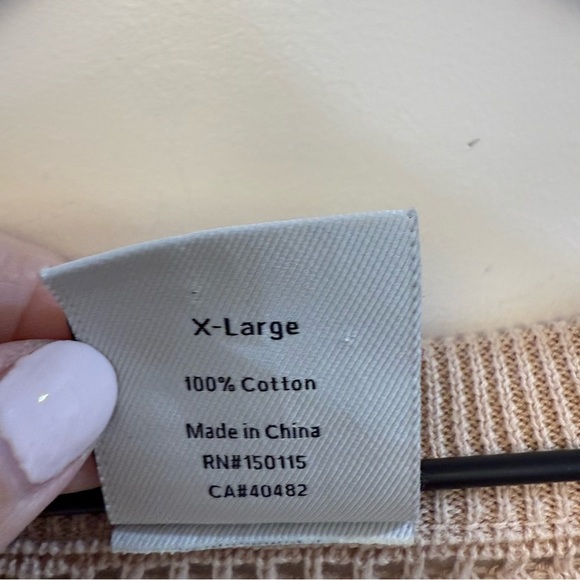 X-Large
100% Cotton
Made in China
RN#150115
CA#40482